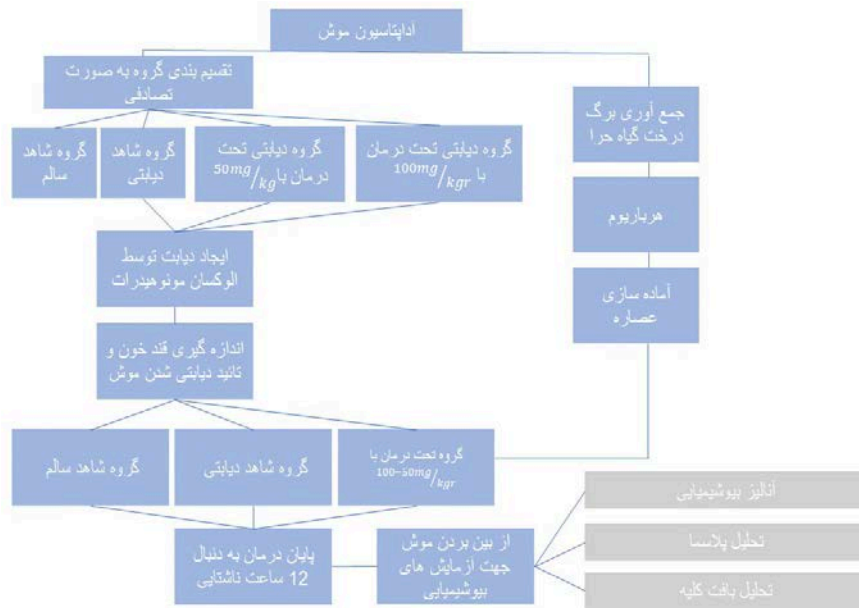 آداپتاسیون موش
تقسیم بندی گروه به صورت
تصادفی
جمع آوری برگ
درخت گیاه حرا
گروه دیابتی تحت درمان
با 100mg/kgr
گروه دیابتی تحت
درمان با 50mg/kg
گروه شاهد
دیابتی
گروه شاهد
سالم
هرباریوم
ایجاد دیابت توسط
الوکسان مونوهیدرات
آماده سازی
عصاره
اندازه گیری قند خون و
تائید دیابتی شدن موش
گروه تحت درمان با
100-50mg/kgr
گروه شاهد دیابتی
گروه شاهد سالم
آنالیز بیوشیمیایی
تحلیل پلاسما
تحلیل بافت کلیه
از بین بردن موش
جهت آزمایش های
بیوشیمیایی
پایان درمان به دنبال
12 ساعت ناشتایی